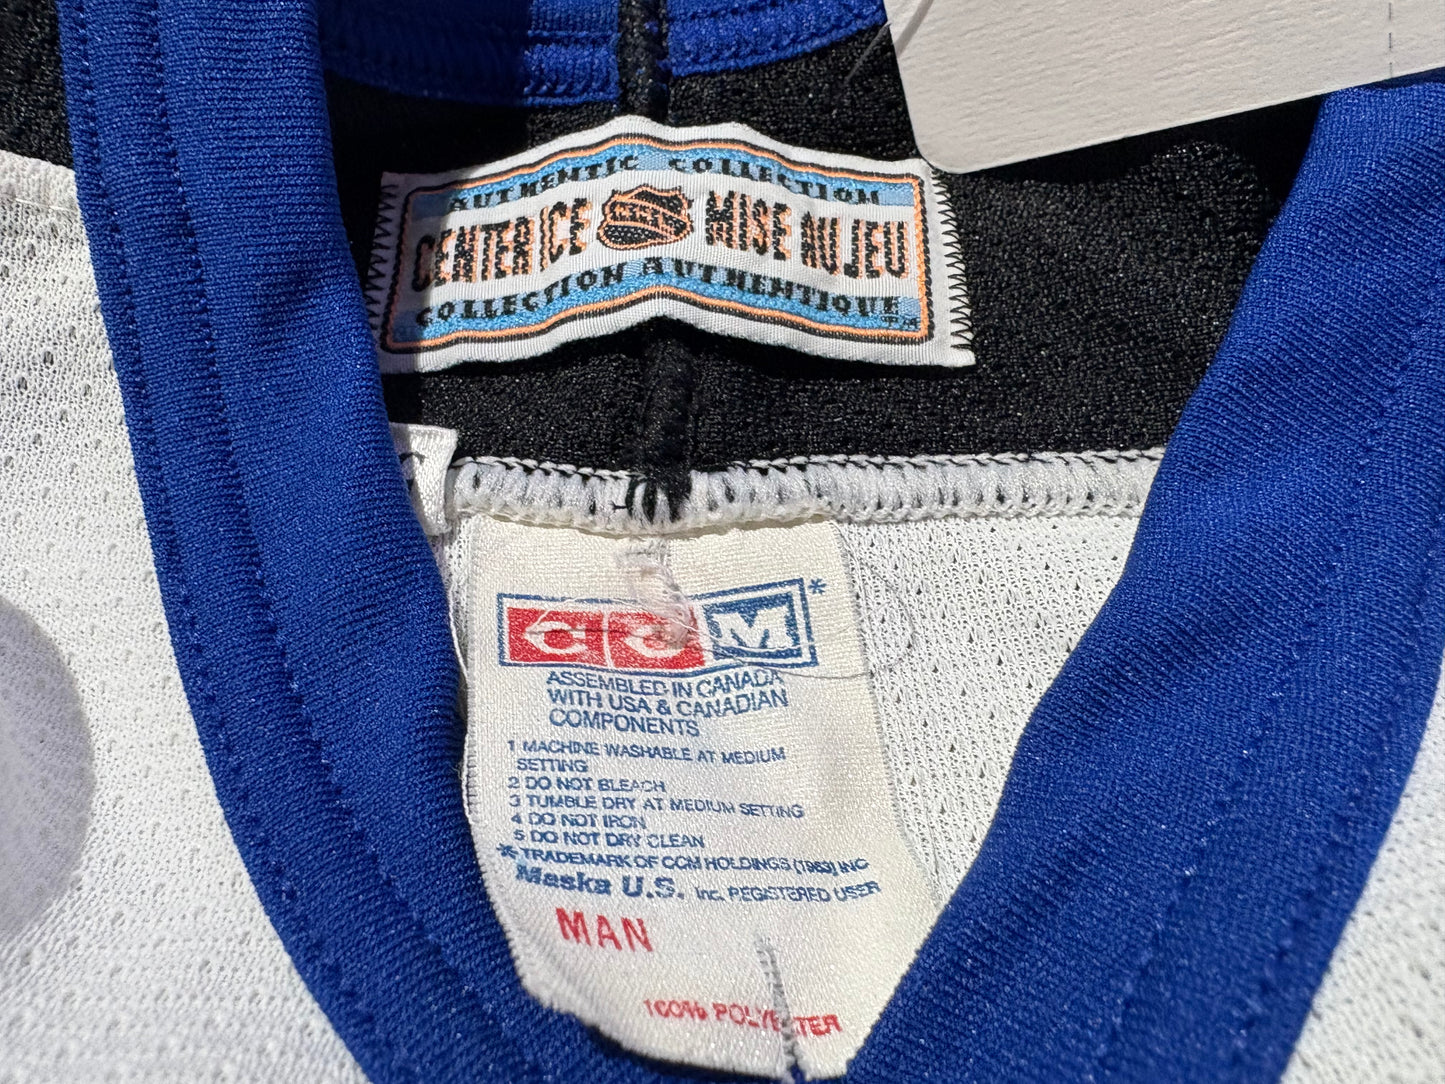 AUTHENTIC COLLECTION
CENTER ICE MISE AU JEU
COLLECTION AUTHENTIQUE TM
CCM*
ASSEMBLED IN CANADA
WITH USA & CANADIAN
COMPONENTS
1 MACHINE WASHABLE AT MEDIUM
SETTING
2 DO NOT BLEACH
3 TUMBLE DRY AT MEDIUM SETTING
4 DO NOT IRON
5 DO NOT DRY CLEAN
* TRADEMARK OF CCM HOLDINGS (1983) INC
Maska U.S. Inc. REGISTERED USER
MAN
100% POLYESTER